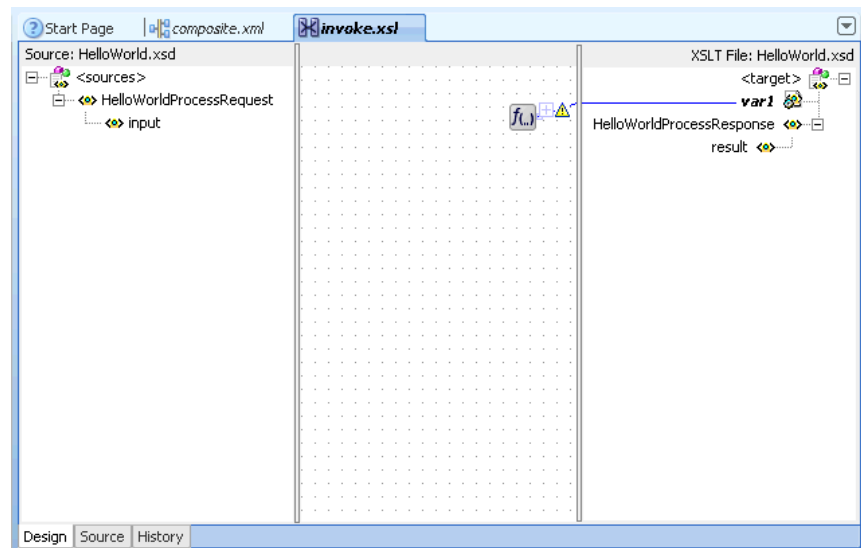 Start Page composite.xml invoke.xsl
Source: HelloWorld.xsd
XSLT File: HelloWorld.xsd
<sources>
<target>
HelloWorldProcessRequest
var1
f(..)
input
HelloWorldProcessResponse
result
Design Source History